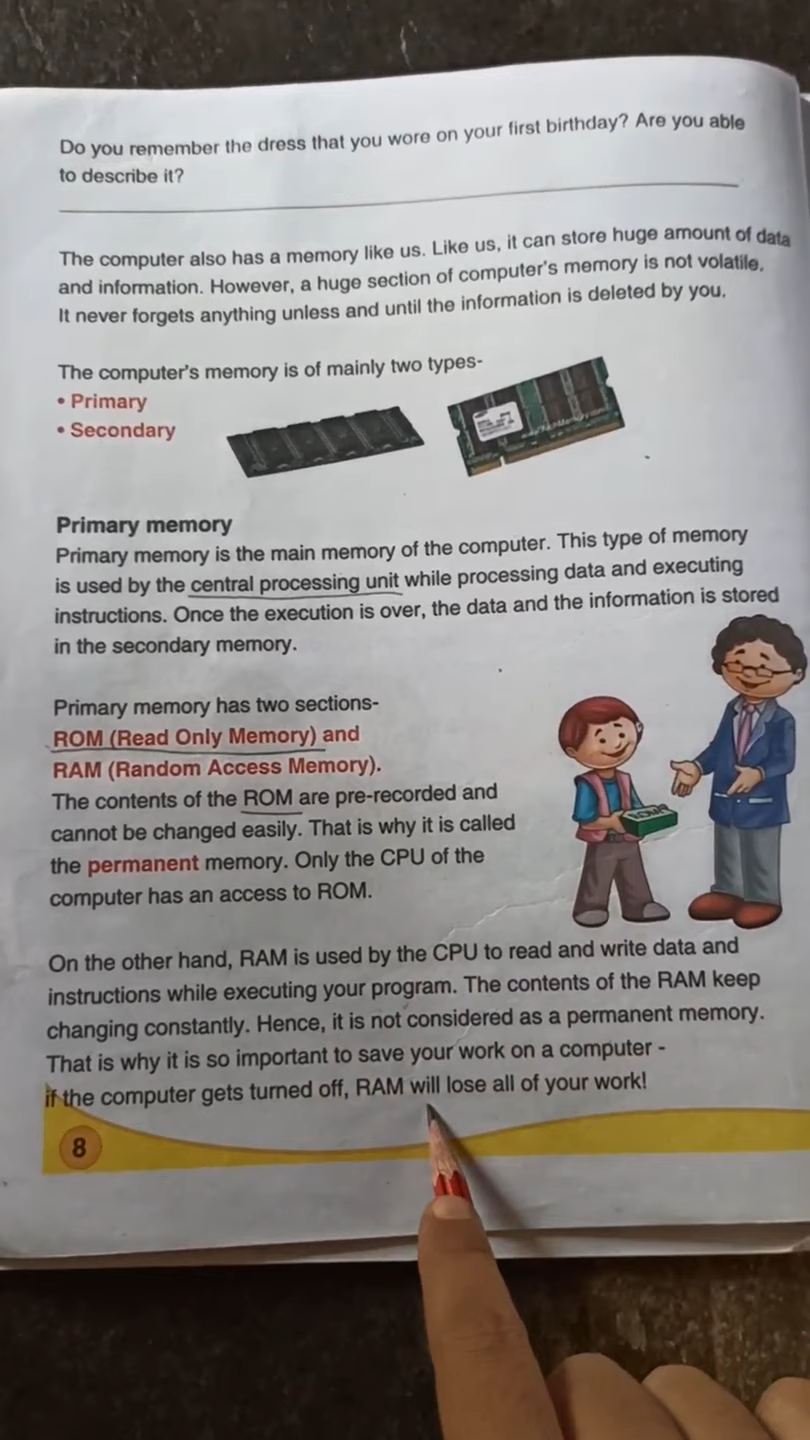 Do you remember the dress that you wore on your first birthday? Are you able
to describe it?
The computer also has a memory like us. Like us, it can store huge amount of data
and information. However, a huge section of computer's memory is not volatile.
It never forgets anything unless and until the information is deleted by you.
The computer's memory is of mainly two types-
• Primary
• Secondary
Primary memory
Primary memory is the main memory of the computer. This type of memory
is used by the central processing unit while processing data and executing
instructions. Once the execution is over, the data and the information is stored
in the secondary memory.
Primary memory has two sections-
ROM (Read Only Memory) and
RAM (Random Access Memory).
The contents of the ROM are pre-recorded and
cannot be changed easily. That is why it is called
the permanent memory. Only the CPU of the
computer has an access to ROM.
On the other hand, RAM is used by the CPU to read and write data and
instructions while executing your program. The contents of the RAM keep
changing constantly. Hence, it is not considered as a permanent memory.
That is why it is so important to save your work on a computer -
if the computer gets turned off, RAM will lose all of your work!
8